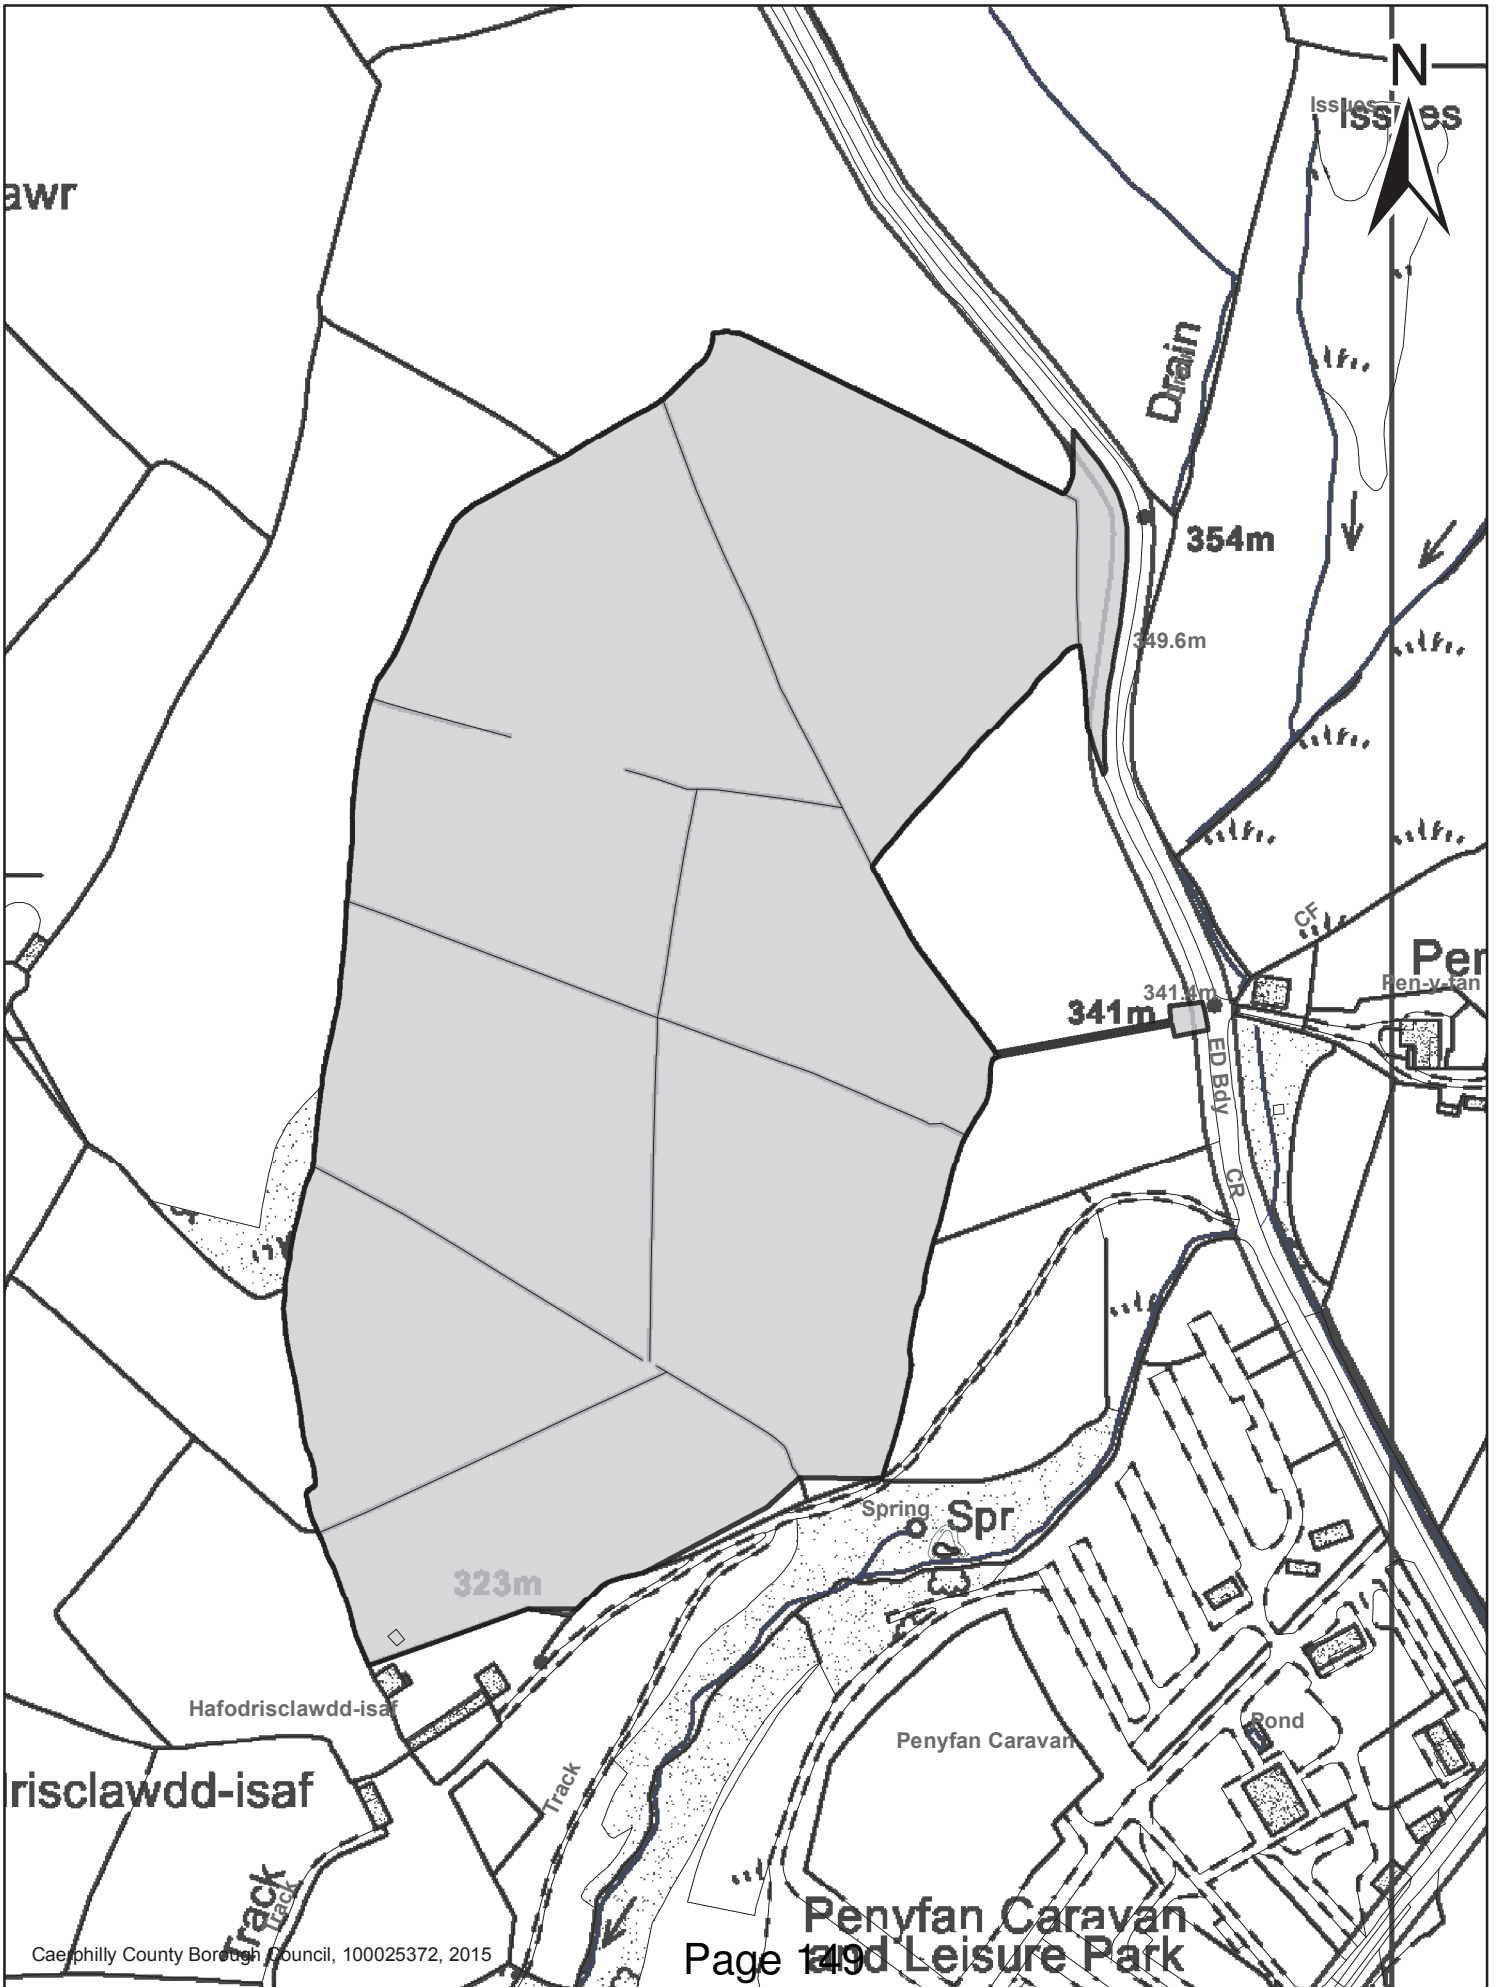 N
Issues
Issues
awr
Drain
354m
349.6m
CF
Pen
Pen-y-fan
341.4m
341m
ED Bdy
CR
Spring
Spr
323m
Hafodrisclawdd-isaf
Penyfan Caravan
Pond
risclawdd-isaf
Track
Track
Track
Penyfan Caravan
and Leisure Park
Caerphilly County Borough Council, 100025372, 2015
Page 149